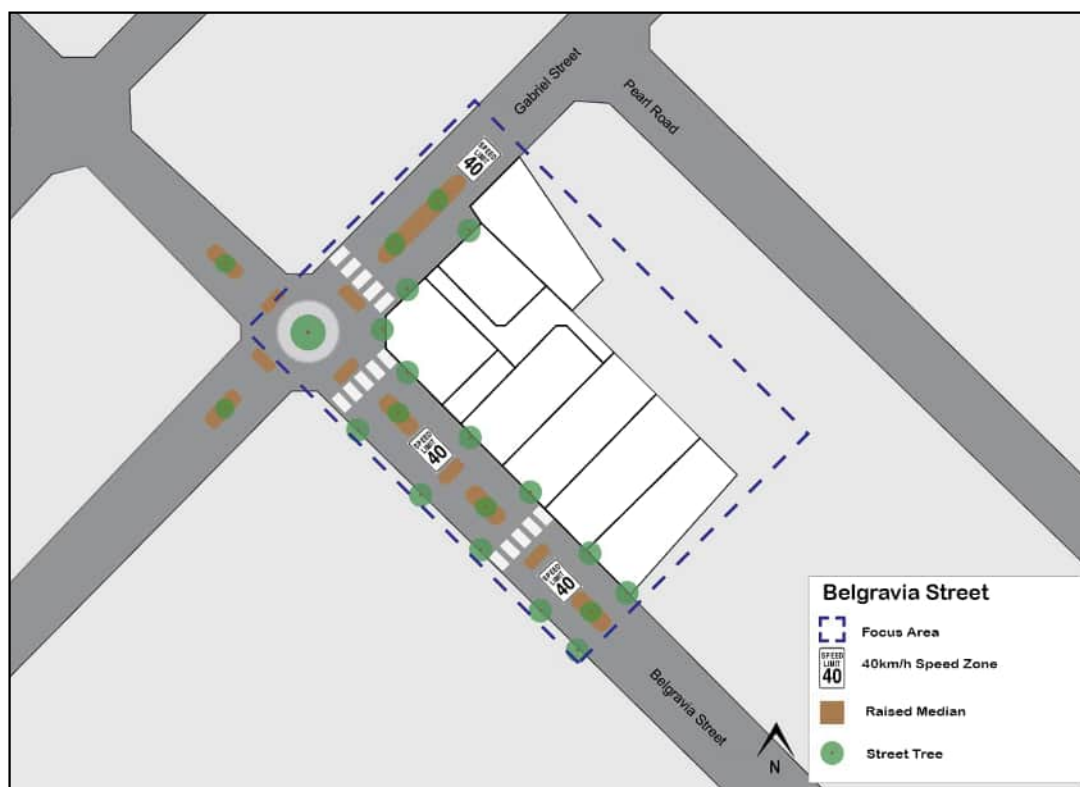 Gabriel Street
Pearl Road
SPEED
LIMIT
40
SPEED
LIMIT
40
SPEED
LIMIT
40
Belgravia Street
N
Belgravia Street
Focus Area
SPEED
LIMIT
40
40km/h Speed Zone
Raised Median
Street Tree